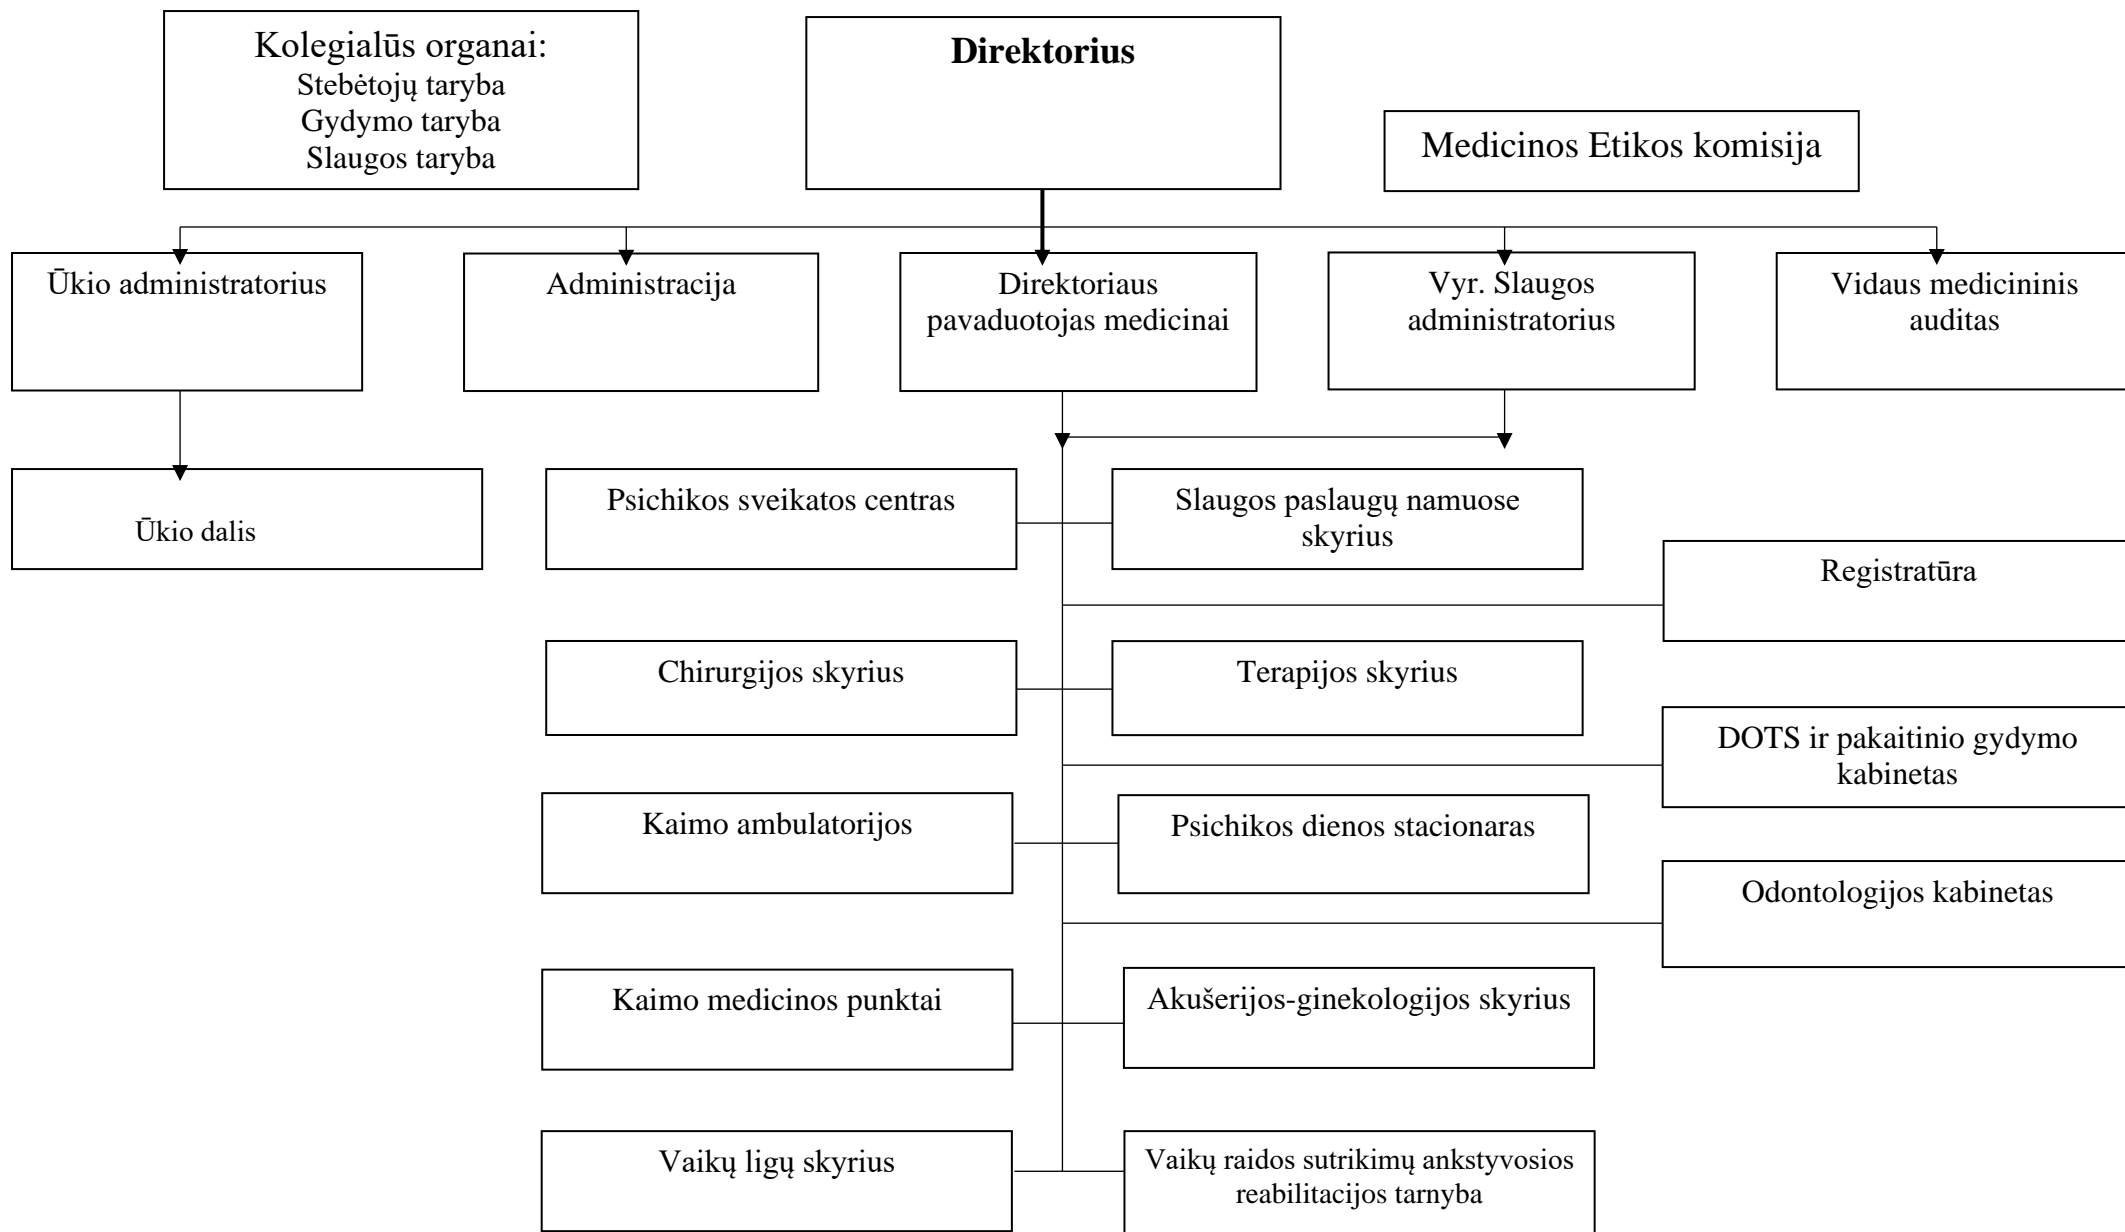 Kolegialūs organai:
Stebėtojų taryba
Gydymo taryba
Slaugos taryba
Direktorius
Medicinos Etikos komisija
Ūkio administratorius
Administracija
Direktoriaus
pavaduotojas medicinai
Vyr. Slaugos
administratorius
Vidaus medicininis
auditas
Ūkio dalis
Psichikos sveikatos centras
Slaugos paslaugų namuose
skyrius
Registratūra
Chirurgijos skyrius
Terapijos skyrius
DOTS ir pakaitinio gydymo
kabinetas
Kaimo ambulatorijos
Psichikos dienos stacionaras
Odontologijos kabinetas
Kaimo medicinos punktai
Akušerijos-ginekologijos skyrius
Vaikų ligų skyrius
Vaikų raidos sutrikimų ankstyvosios
reabilitacijos tarnyba